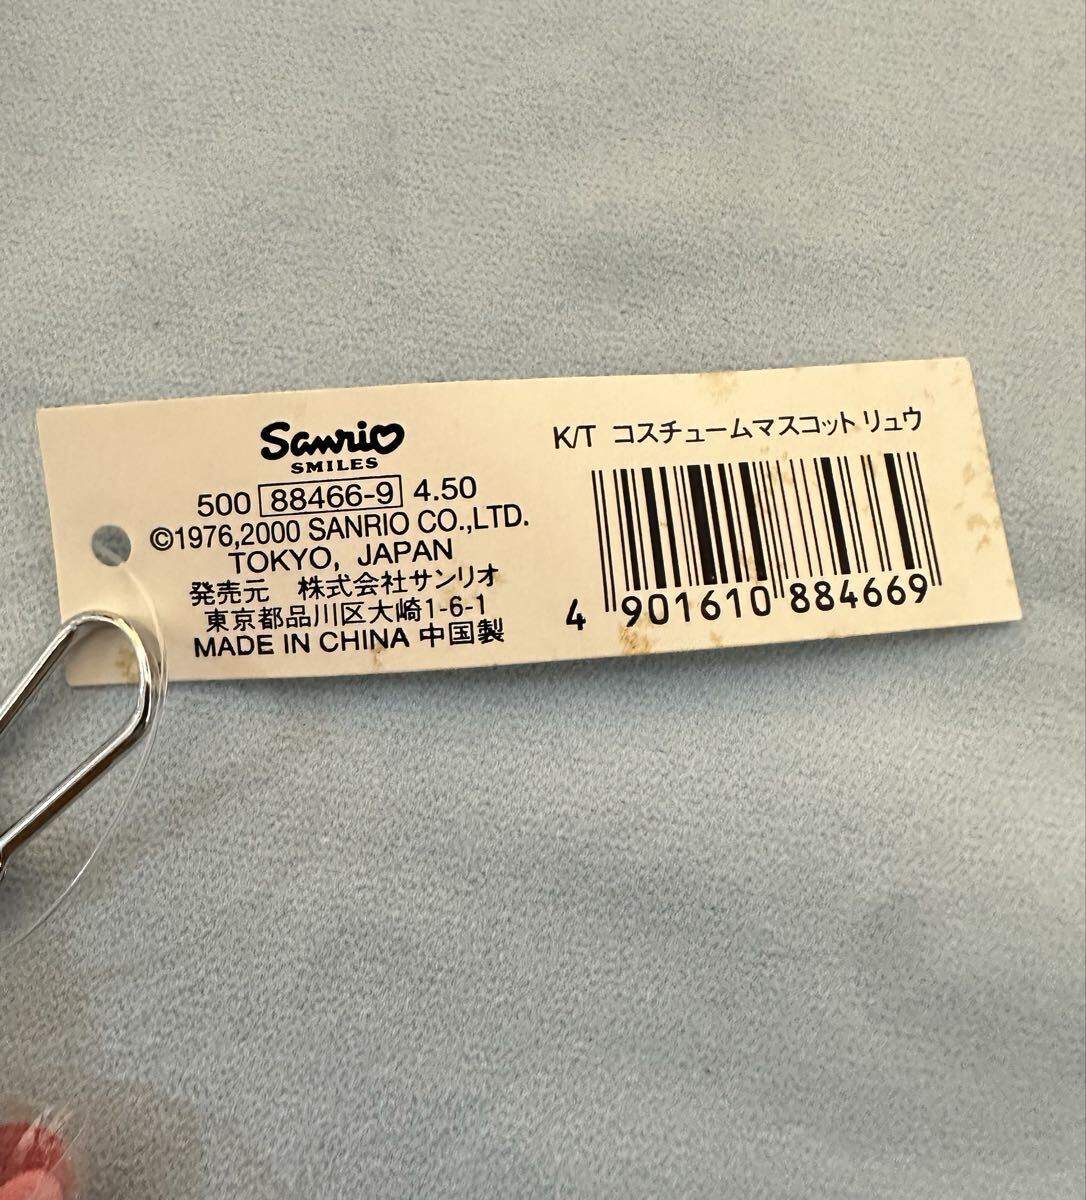 Sanrio
SMILES
500 88466-9 4.50
©1976,2000 SANRIO CO.,LTD.
TOKYO, JAPAN
発売元 株式会社サンリオ
東京都品川区大崎1-6-1
MADE IN CHINA 中国製
K/T コスチュームマスコット リュウ
4 901610 884669